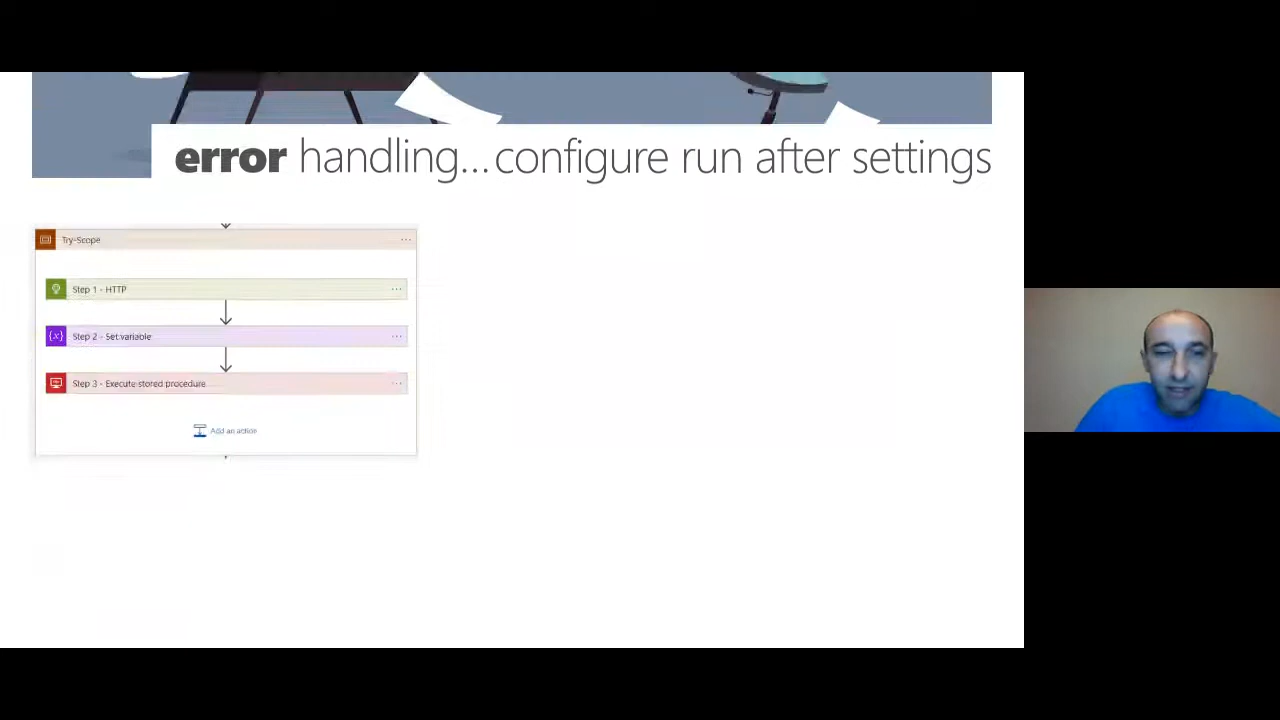 error handling...configure run after settings
Try-Scope
Step 1 - HTTP
Step 2 - Set variable
Step 3 - Execute stored procedure
Add an action